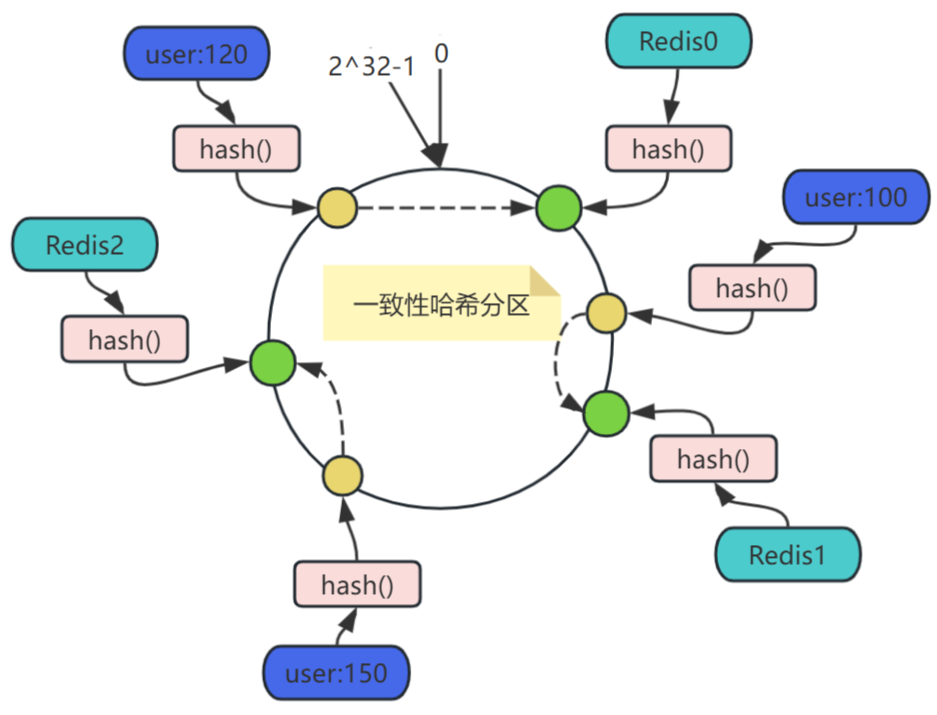 user:120
2^32-1
0
Redis0
hash()
hash()
user:100
Redis2
hash()
一致性哈希分区
hash()
hash()
Redis1
hash()
user:150